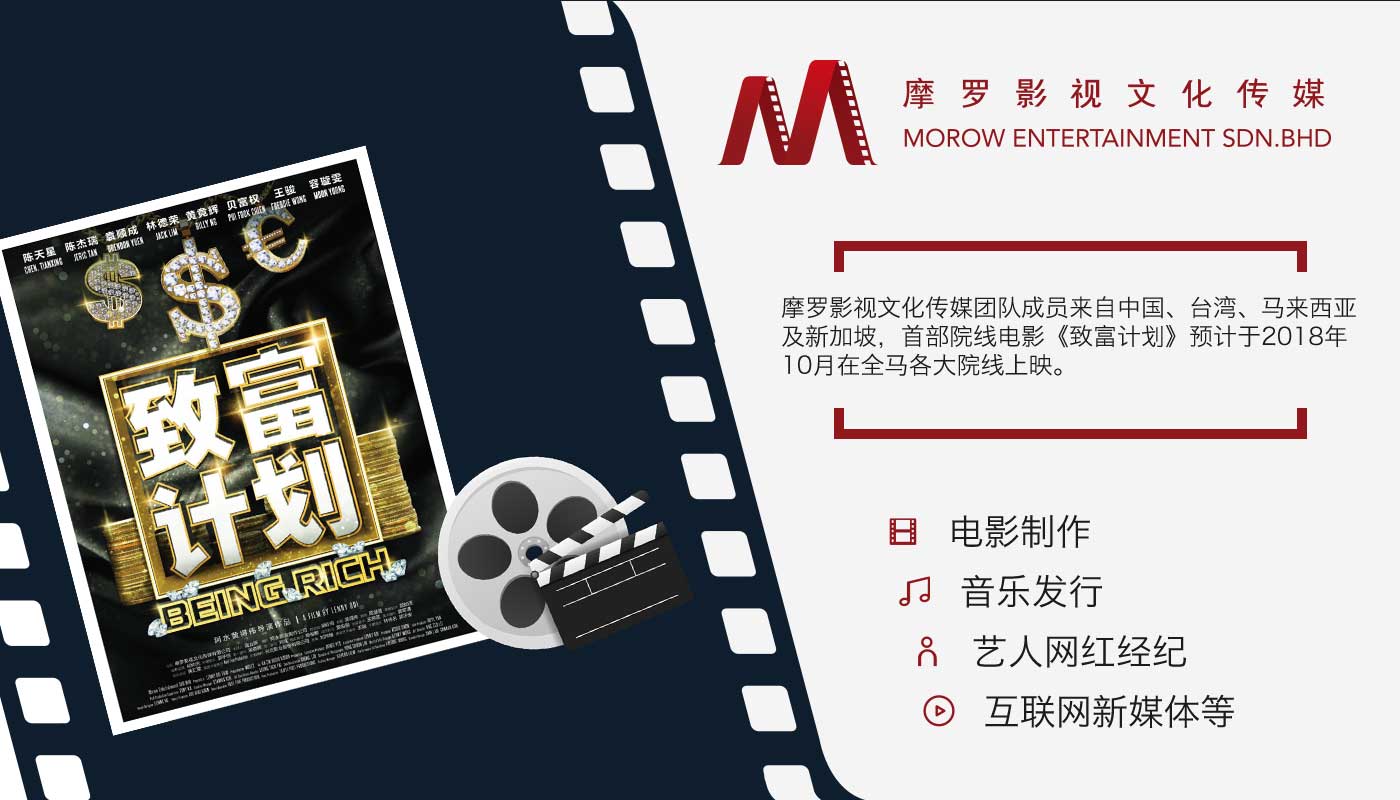 摩罗影视文化传媒
MOROW ENTERTAINMENT SDN.BHD
摩罗影视文化传媒团队成员来自中国、台湾、马来西亚
及新加坡，首部院线电影《致富计划》预计于2018年
10月在全马各大院线上映。
电影制作
音乐发行
艺人网红经纪
互联网新媒体等
陈天星 陈杰瑞 袁顺成 林德荣 黄竟辉 贝富权 王骏 容璇雯
CHEN, TIANXING JERIC TAN BRENDON YUEN JACK LIM BILLY NG PUI FOOK CHIEN FREDDIE WONG MOON YOONG
致富
计划
BEING RICH
A FILM BY LENNY OOI